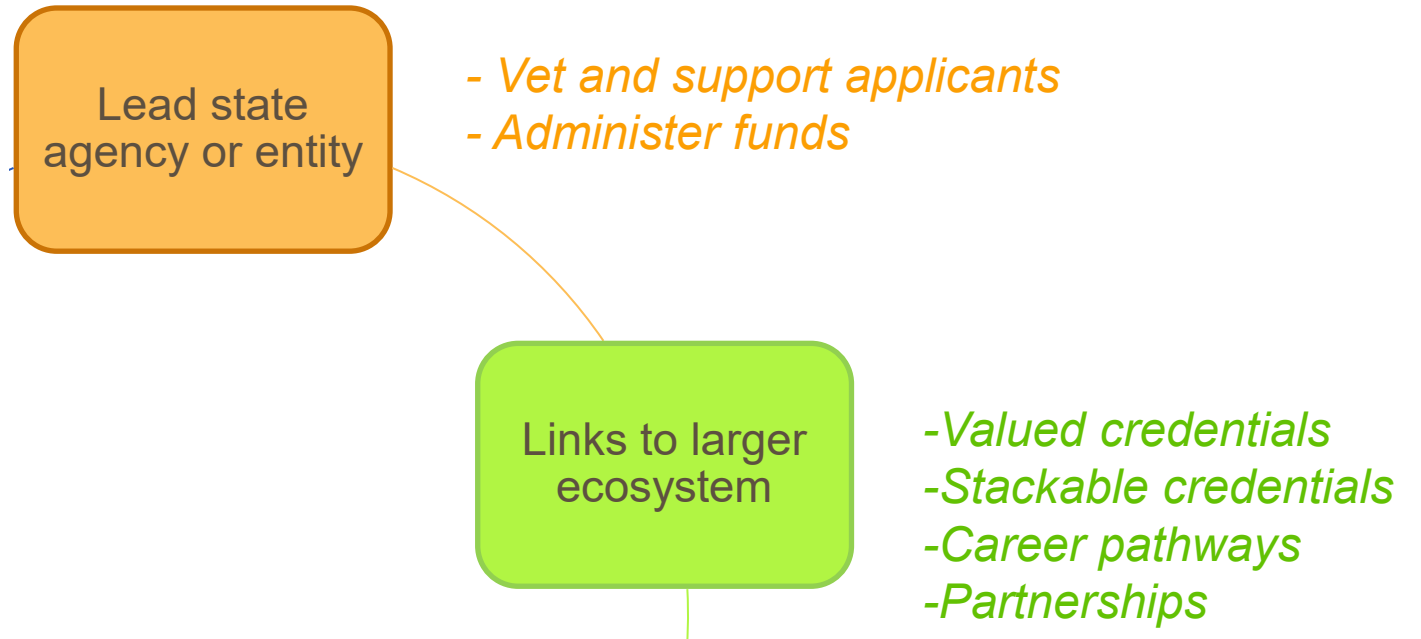 Lead state
agency or entity
- Vet and support applicants
- Administer funds
Links to larger
ecosystem
-Valued credentials
-Stackable credentials
-Career pathways
-Partnerships